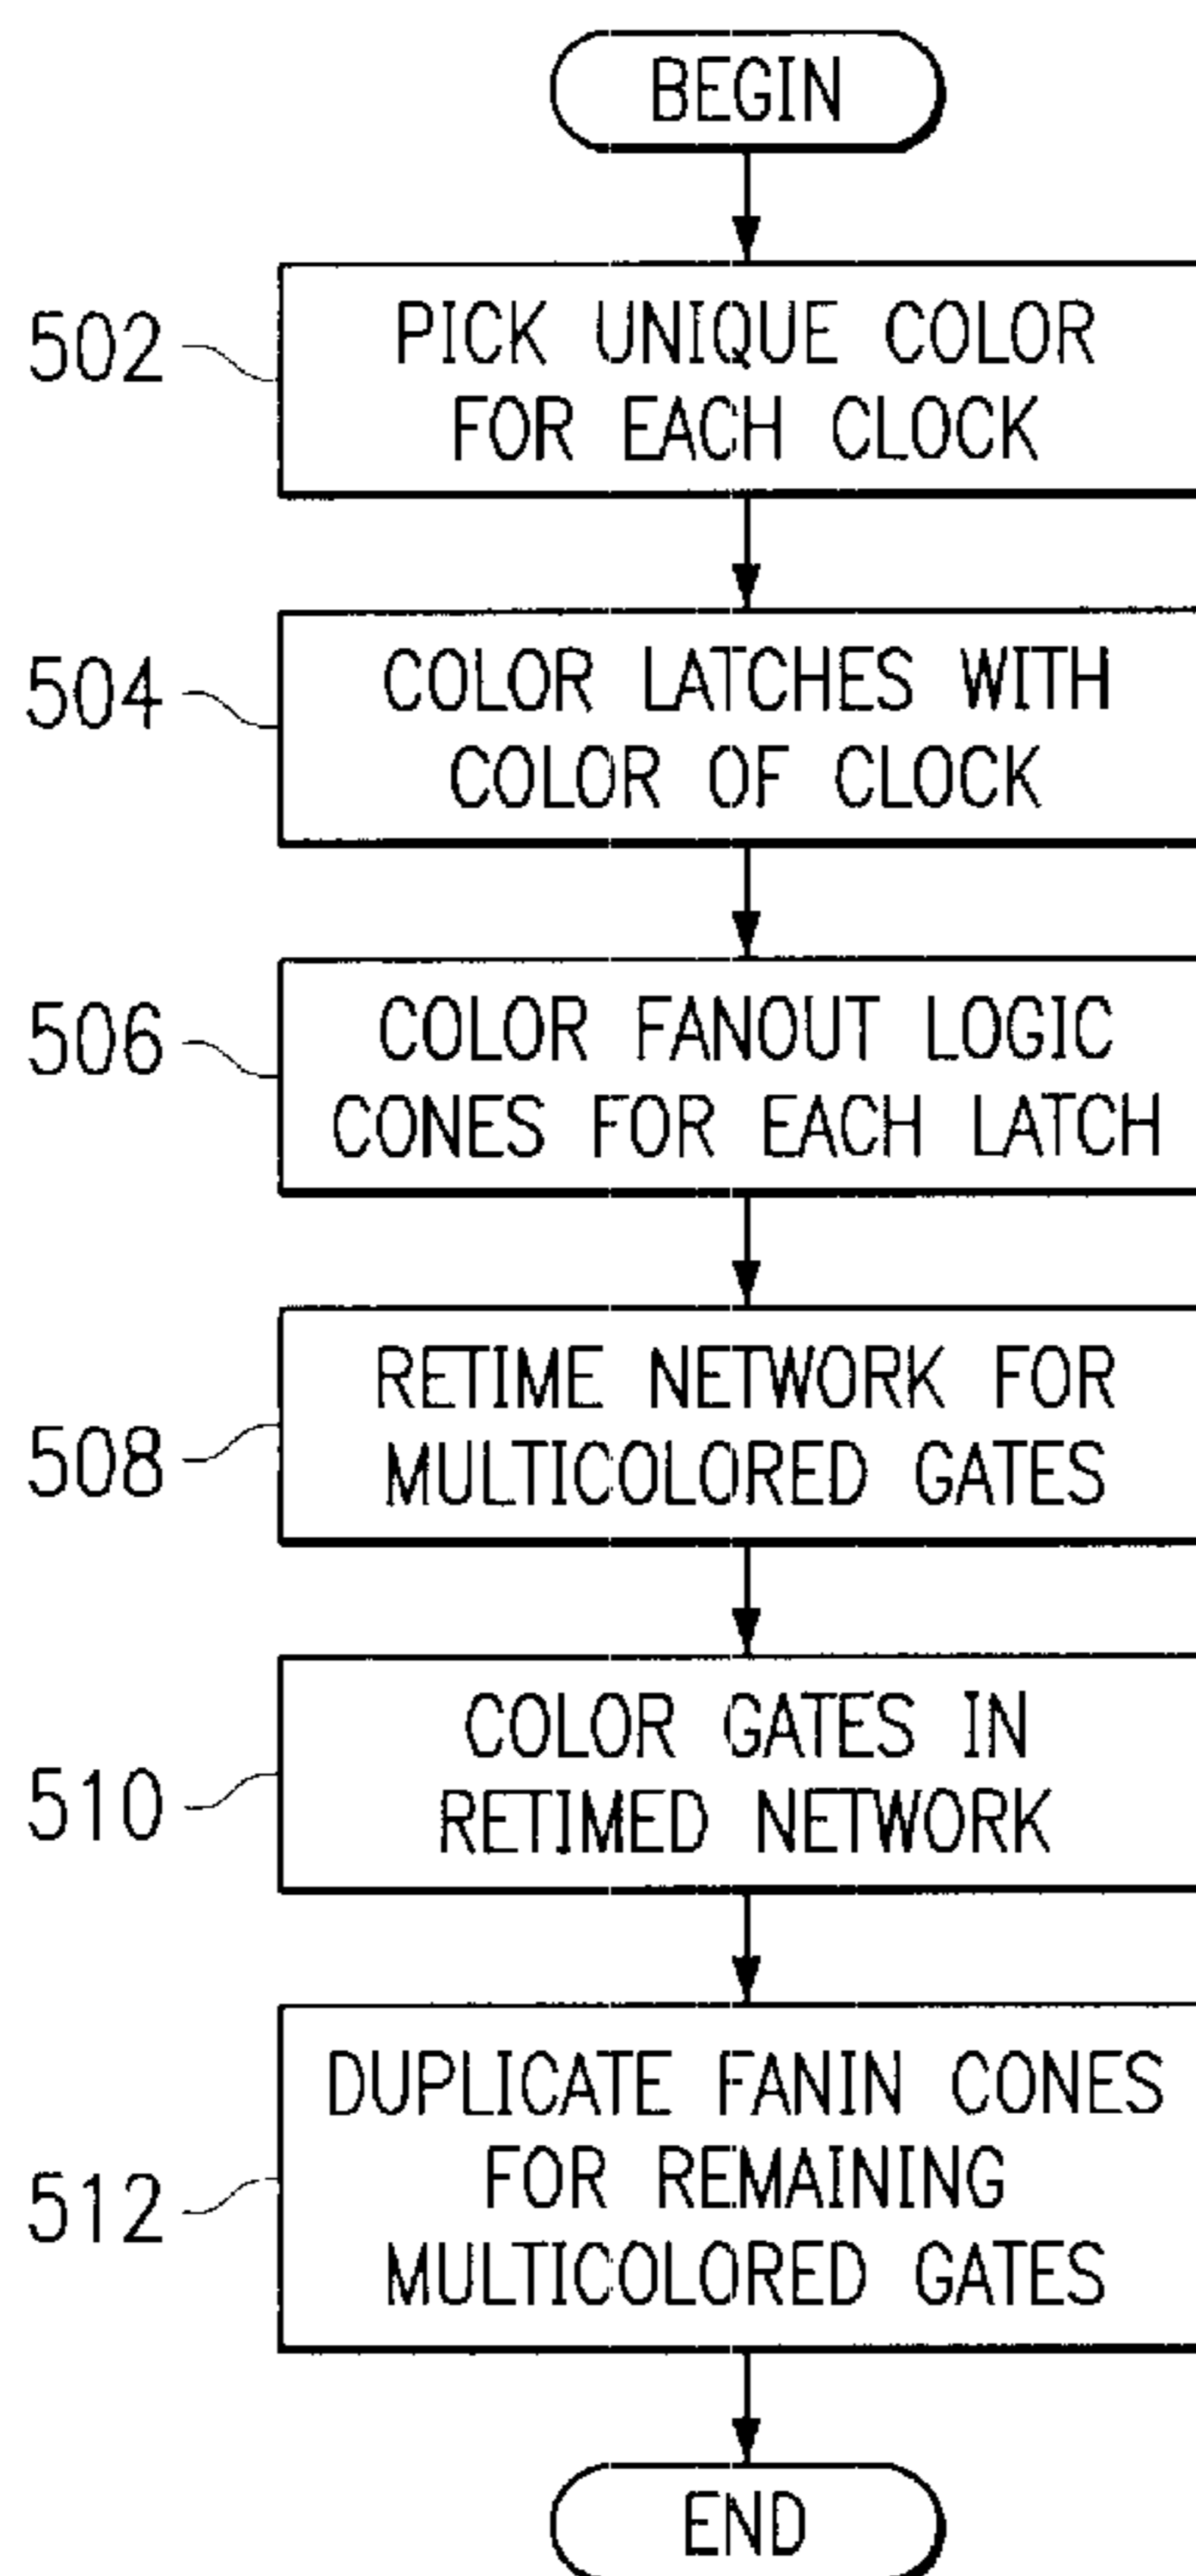 BEGIN
502
PICK UNIQUE COLOR
FOR EACH CLOCK
504
COLOR LATCHES WITH
COLOR OF CLOCK
506
COLOR FANOUT LOGIC
CONES FOR EACH LATCH
508
RETIME NETWORK FOR
MULTICOLORED GATES
510
COLOR GATES IN
RETIMED NETWORK
512
DUPLICATE FANIN CONES
FOR REMAINING
MULTICOLORED GATES
END